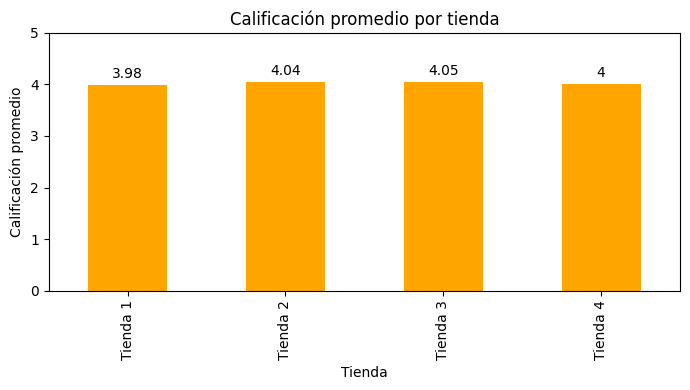 Calificación promedio por tienda
Calificación promedio
5
4
3
2
1
0
3.98
4.04
4.05
4
Tienda 1
Tienda 2
Tienda 3
Tienda 4
Tienda